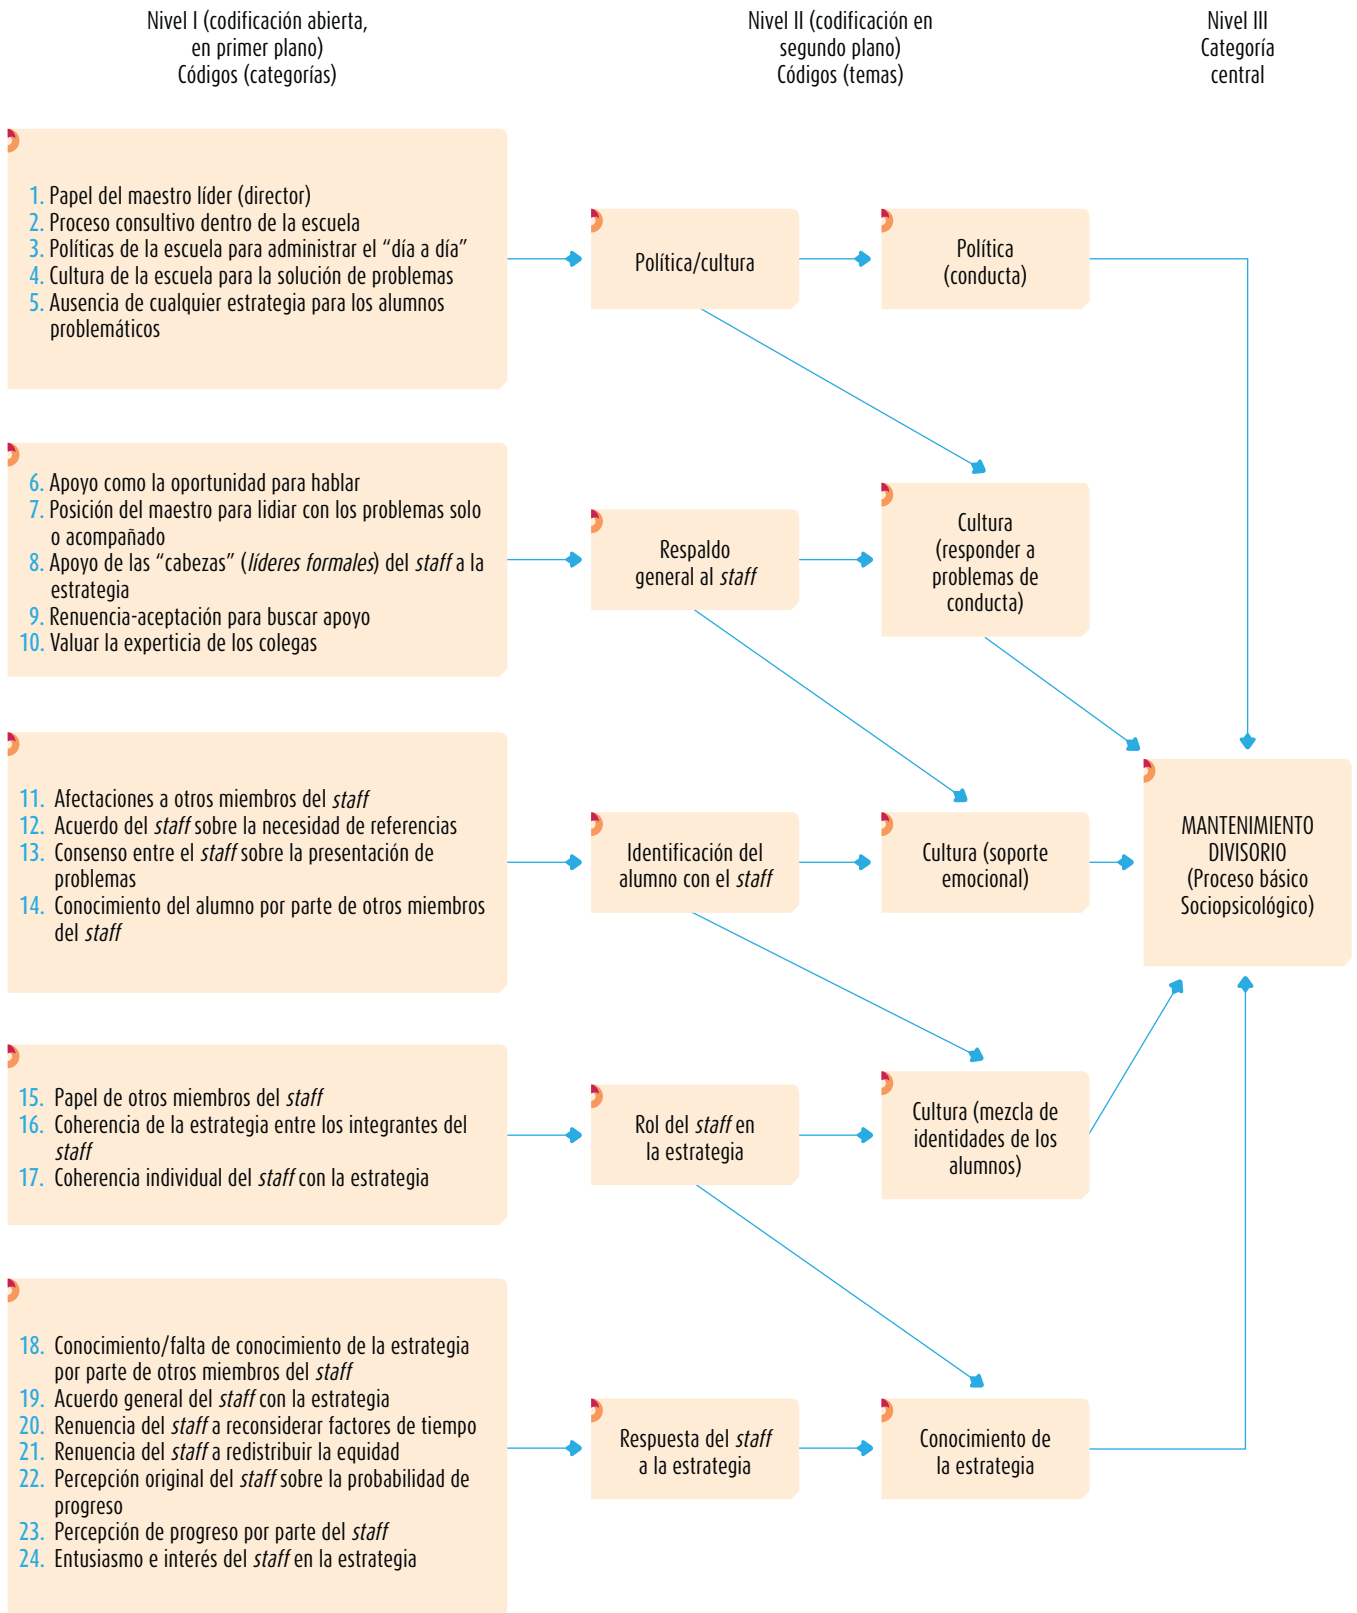 Nivel I (codificación abierta,
en primer plano)
Códigos (categorías)
Nivel II (codificación en
segundo plano)
Códigos (temas)
Nivel III
Categoría
central
1. Papel del maestro líder (director)
2. Proceso consultivo dentro de la escuela
3. Políticas de la escuela para administrar el “día a día”
4. Cultura de la escuela para la solución de problemas
5. Ausencia de cualquier estrategia para los alumnos
problemáticos
Política/cultura
Política
(conducta)
6. Apoyo como la oportunidad para hablar
7. Posición del maestro para lidiar con los problemas solo
o acompañado
8. Apoyo de las “cabezas” (líderes formales) del staff a la
estrategia
9. Renuencia-aceptación para buscar apoyo
10. Valuar la experticia de los colegas
Respaldo
general al staff
Cultura
(responder a
problemas de
conducta)
11. Afectaciones a otros miembros del staff
12. Acuerdo del staff sobre la necesidad de referencias
13. Consenso entre el staff sobre la presentación de
problemas
14. Conocimiento del alumno por parte de otros miembros
del staff
Identificación del
alumno con el staff
Cultura (soporte
emocional)
MANTENIMIENTO
DIVISORIO
(Proceso básico
Sociopsicológico)
15. Papel de otros miembros del staff
16. Coherencia de la estrategia entre los integrantes del
staff
17. Coherencia individual del staff con la estrategia
Rol del staff en
la estrategia
Cultura (mezcla de
identidades de los
alumnos)
18. Conocimiento/falta de conocimiento de la estrategia
por parte de otros miembros del staff
19. Acuerdo general del staff con la estrategia
20. Renuencia del staff a reconsiderar factores de tiempo
21. Renuencia del staff a redistribuir la equidad
22. Percepción original del staff sobre la probabilidad de
progreso
23. Percepción de progreso por parte del staff
24. Entusiasmo e interés del staff en la estrategia
Respuesta del staff
a la estrategia
Conocimiento de
la estrategia